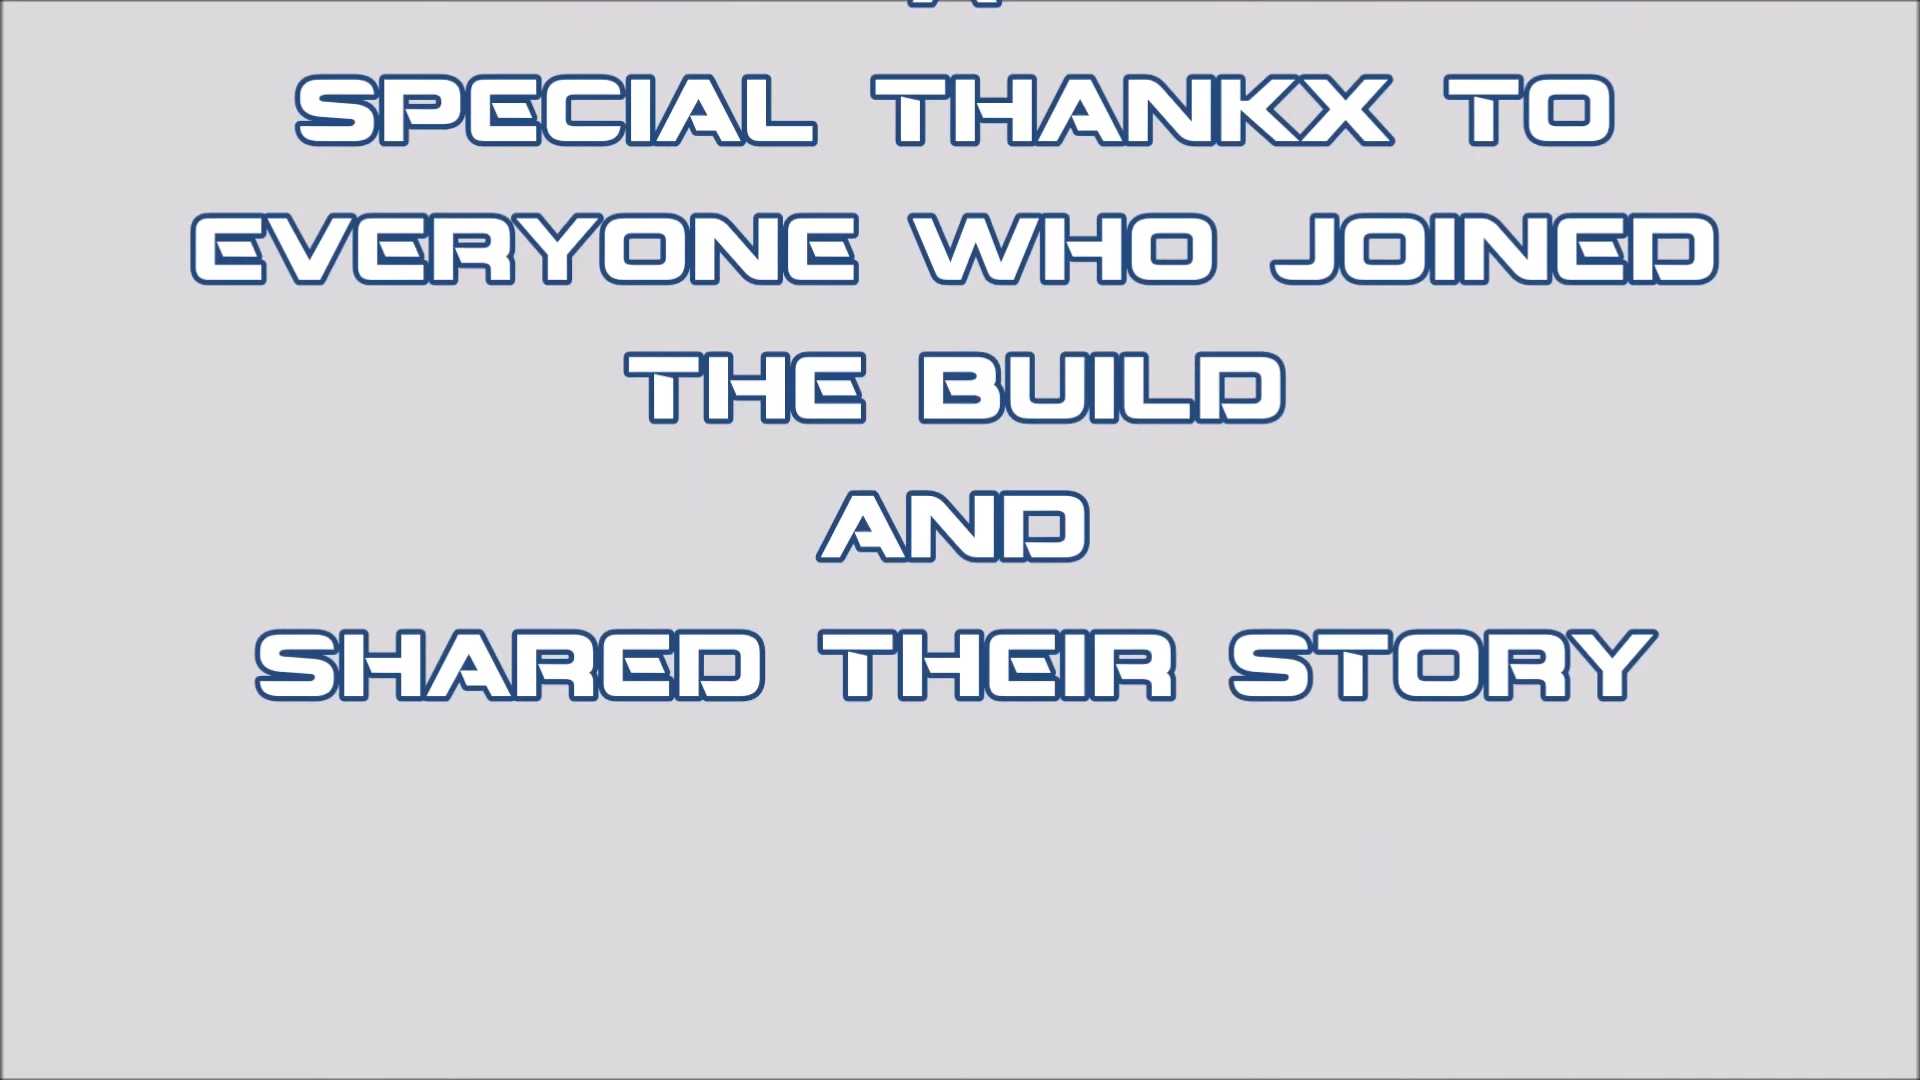 A
SPECIAL THANKX TO
EVERYONE WHO JOINED
THE BUILD
AND
SHARED THEIR STORY